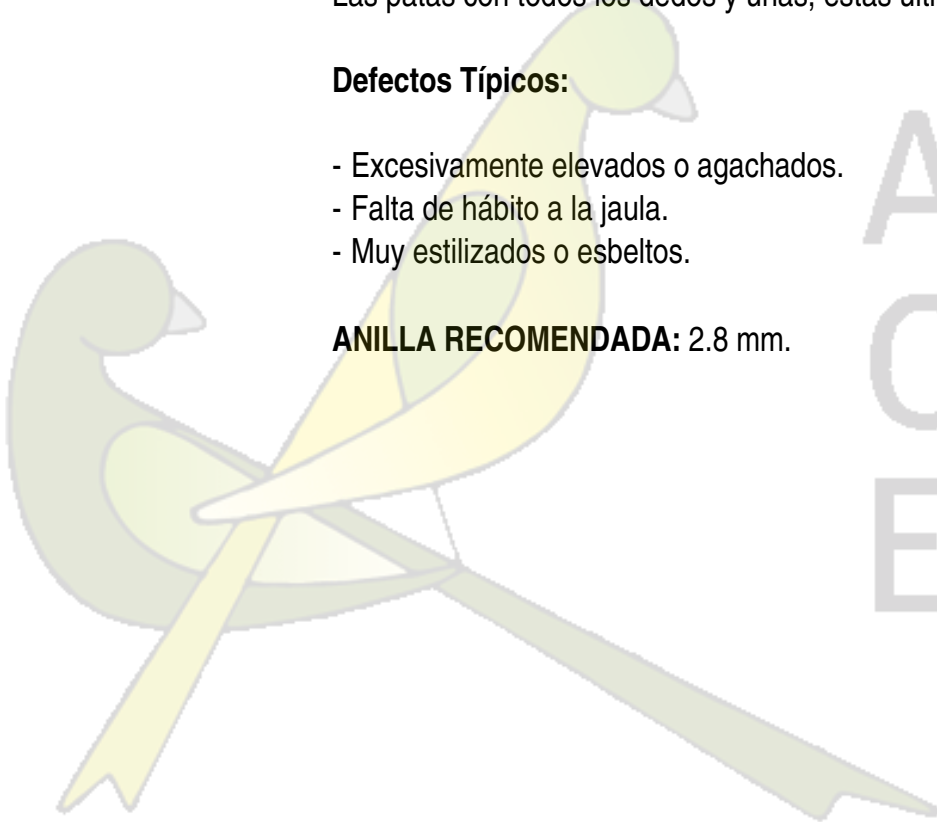 Las patas con todos los dedos y uñas, estas
Defectos Típicos:
- Excesivamente elevados o agachados.
- Falta de hábito a la jaula.
- Muy estilizados o esbeltos.
ANILLA RECOMENDADA: 2.8 mm.
A
C
E